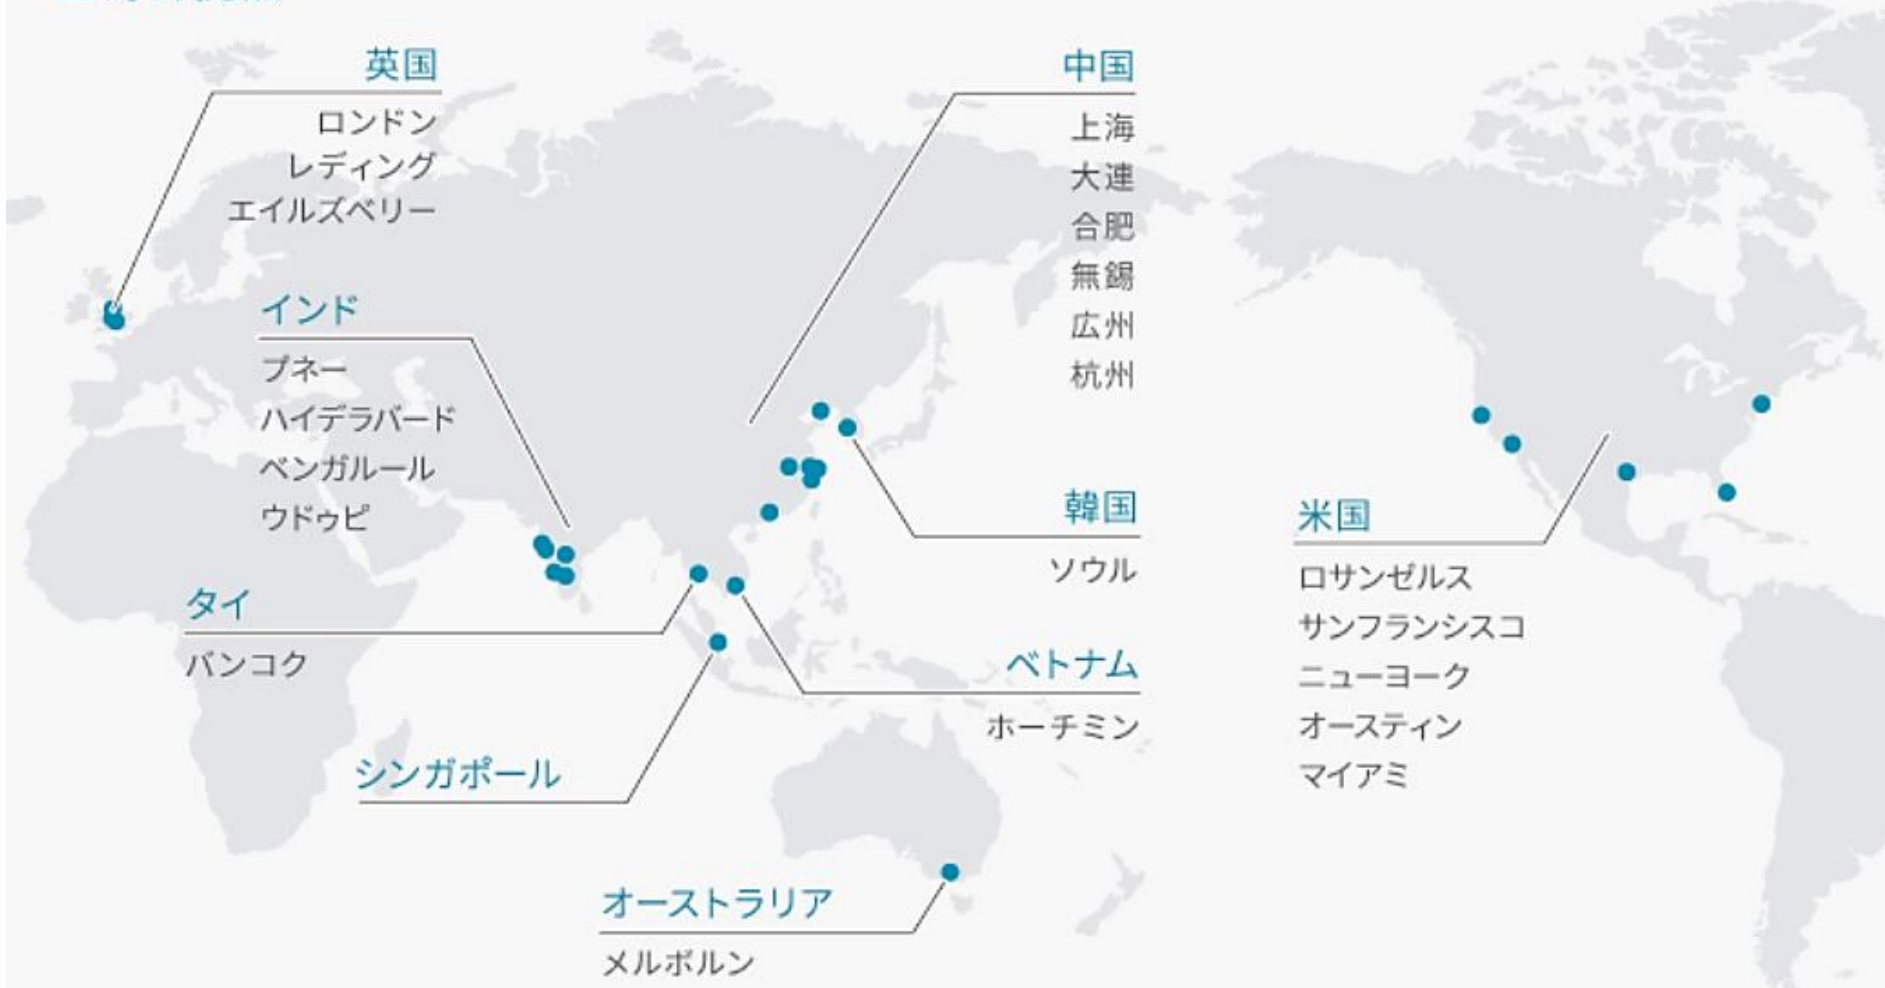 英国
ロンドン
レディング
エイルズベリー
インド
プネー
ハイデラバード
ベンガルール
ウドゥピ
タイ
バンコク
シンガポール
オーストラリア
メルボルン
中国
上海
大連
合肥
無錫
広州
杭州
韓国
ソウル
ベトナム
ホーチミン
米国
ロサンゼルス
サンフランシスコ
ニューヨーク
オースティン
マイアミ